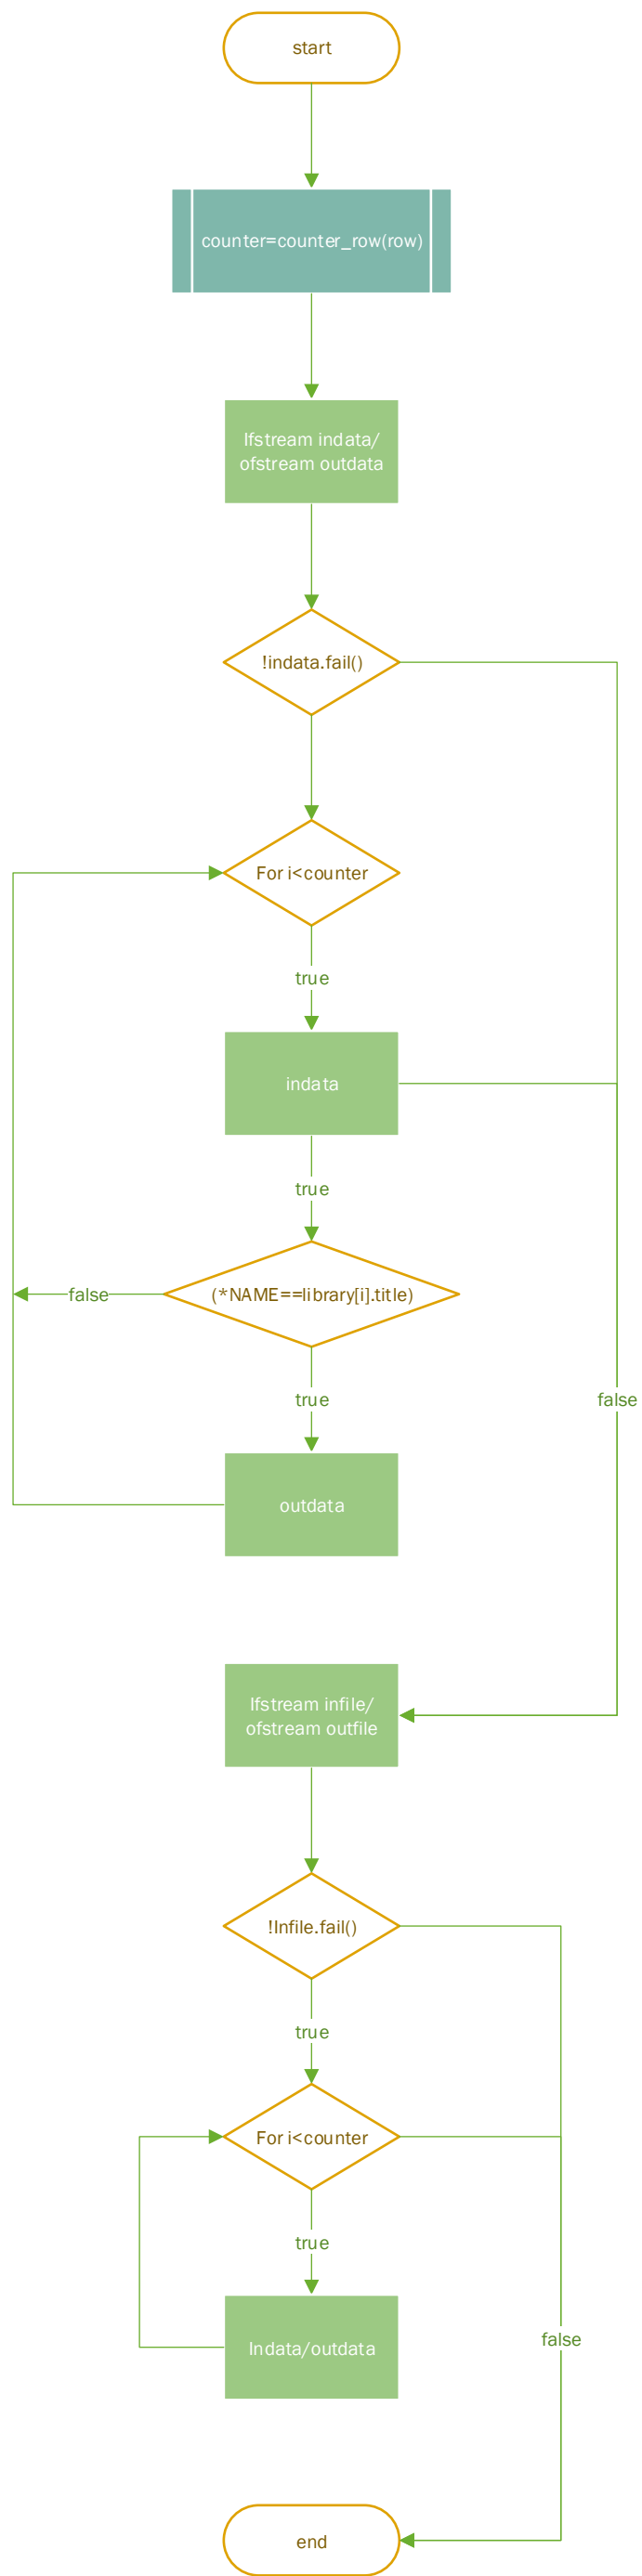 start
counter=counter_row(row)
Ifstream indata/
ofstream outdata
!indata.fail()
For i<counter
true
indata
true
(*NAME==library[i].title)
false
true
false
outdata
Ifstream infile/
ofstream outfile
!Infile.fail()
true
For i<counter
true
false
Indata/outdata
end